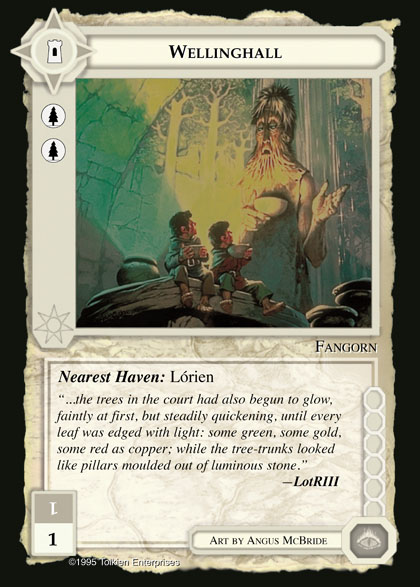 WELLINGHALL
FANGORN
Nearest Haven: Lórien
“...the trees in the court had also begun to glow,
faintly at first, but steadily quickening, until every
leaf was edged with light: some green, some gold,
some red as copper; while the tree-trunks looked
like pillars moulded out of luminous stone.”
—LotRIII
1
1
ART BY ANGUS MCBRIDE
©1995 Tolkien Enterprises